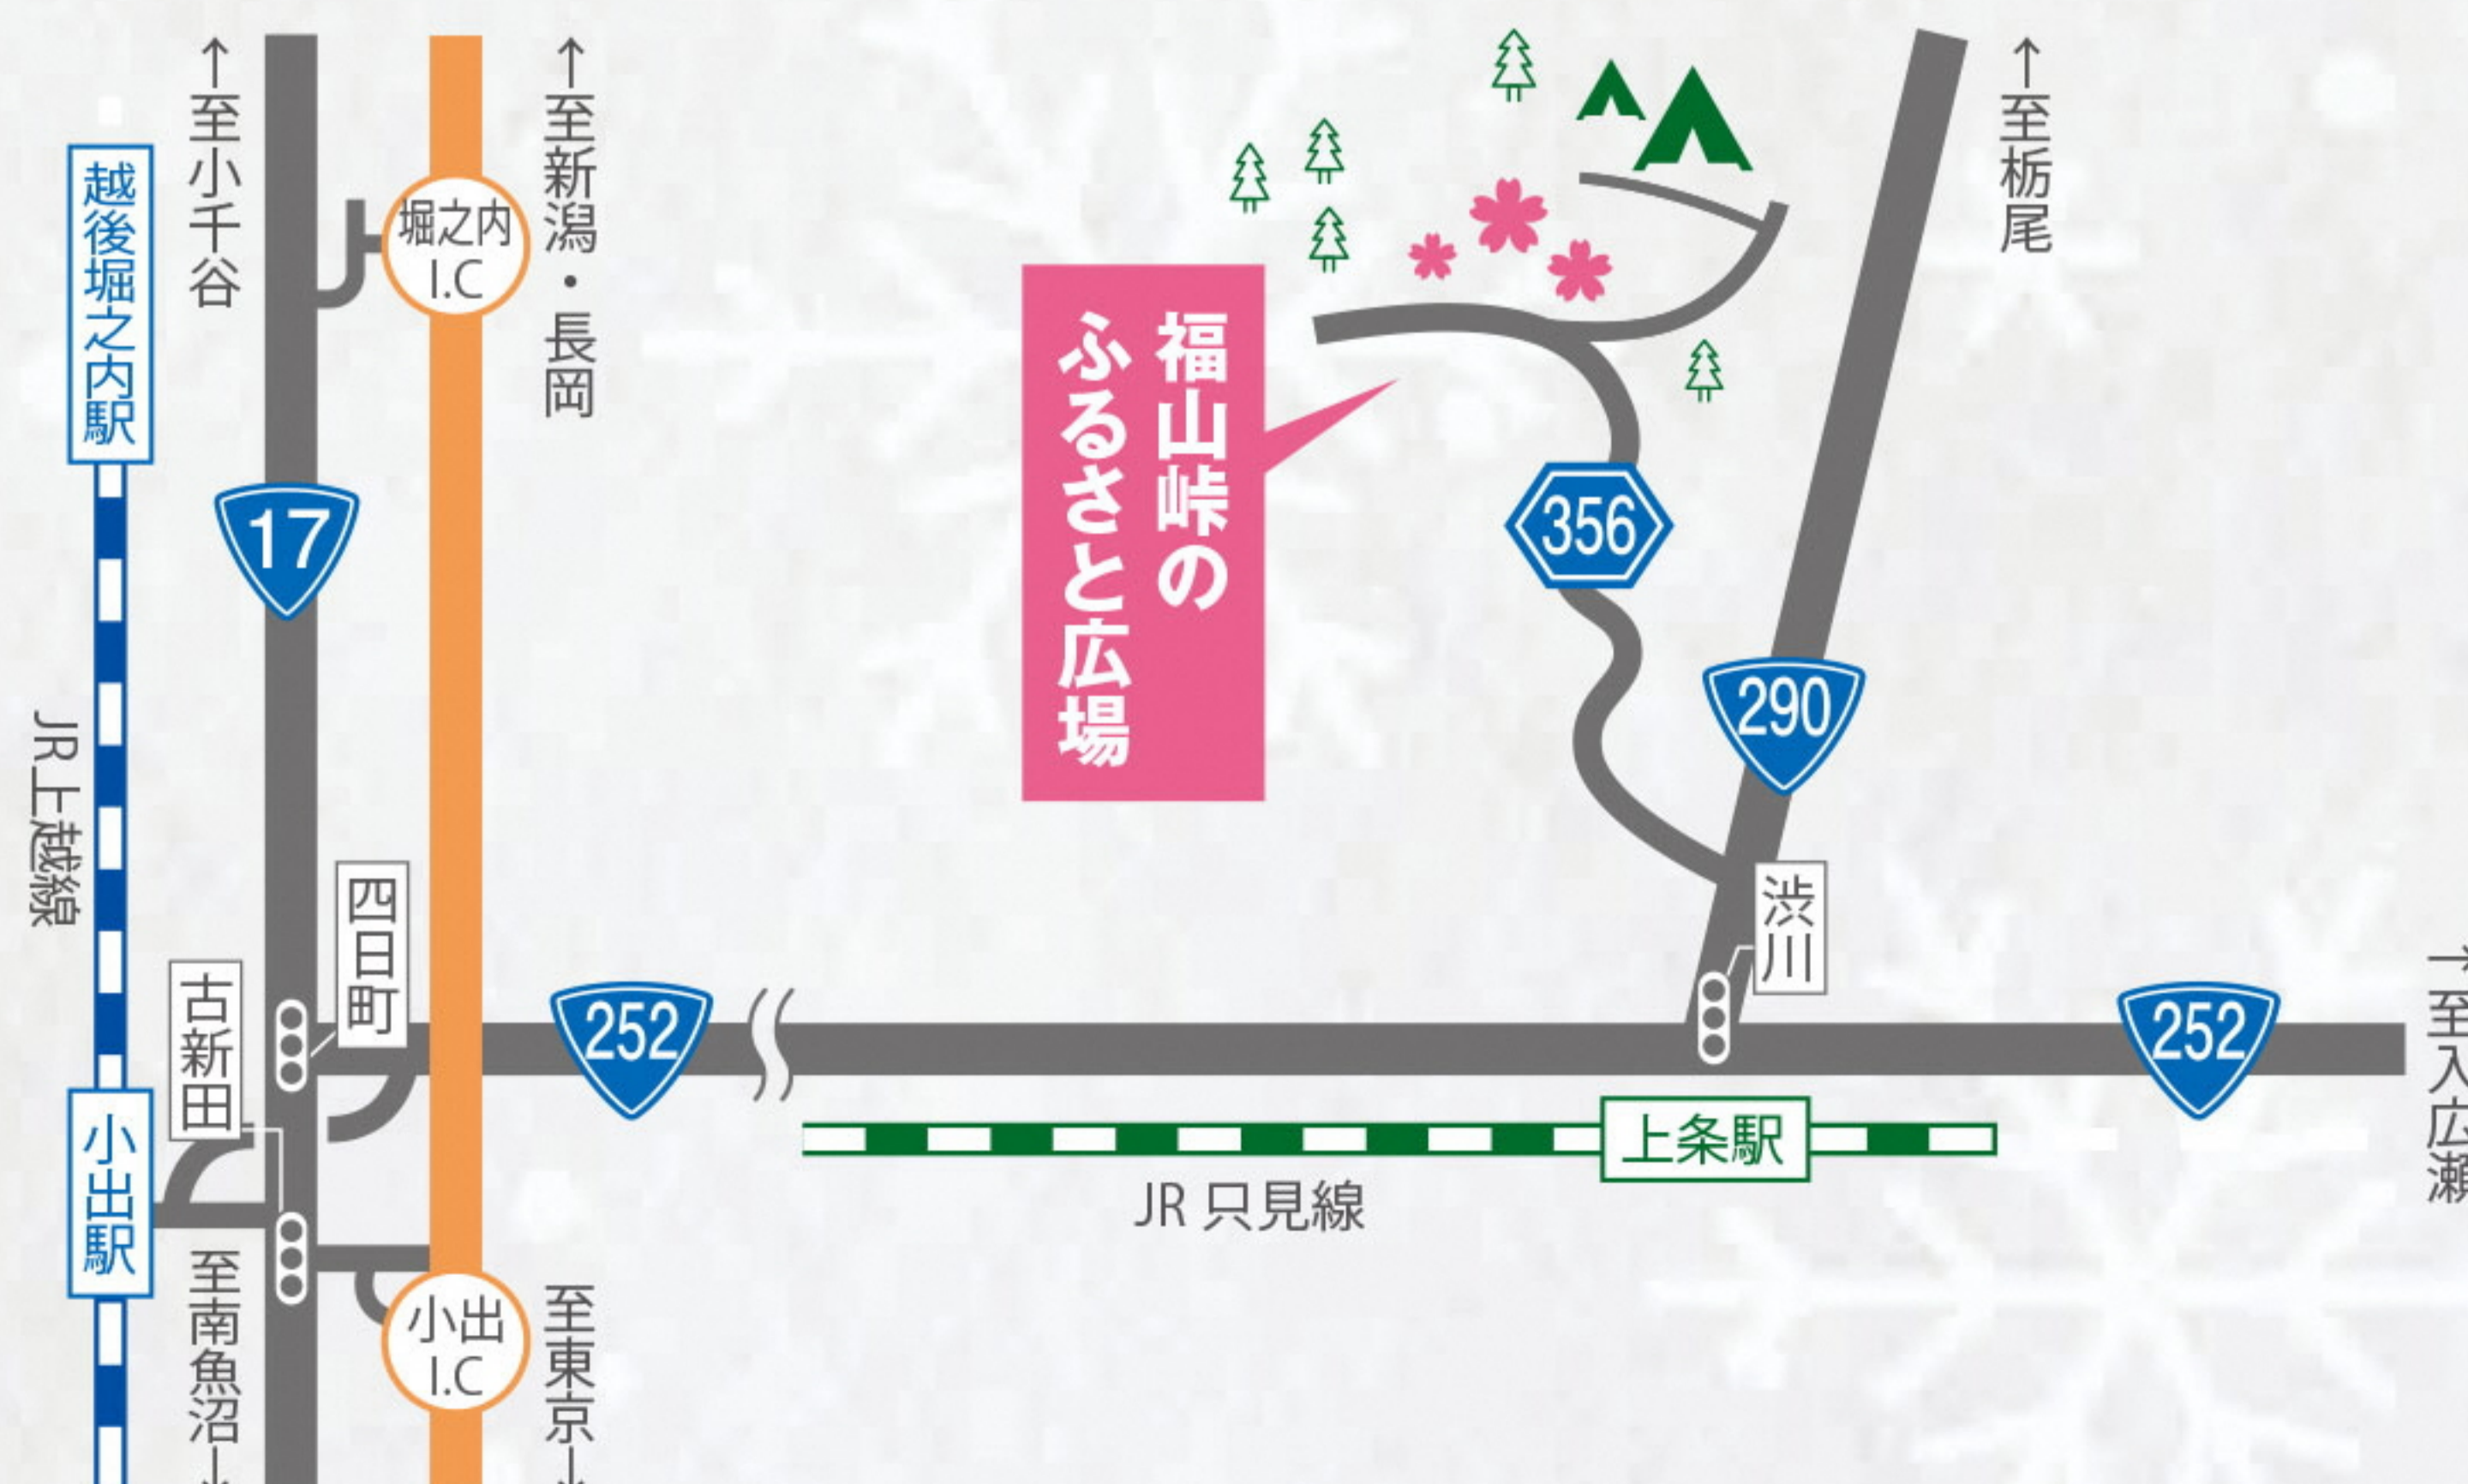 ↑至小千谷
↑至新潟・長岡
↑至栃尾
越後堀之内駅
堀之内
I.C
17
福山峠の
ふるさと広場
356
290
JR上越線
四日町
古新田
渋川
252
252
→至入広瀬
上条駅
JR 只見線
小出駅
小出
I.C
至南魚沼→
至東京→